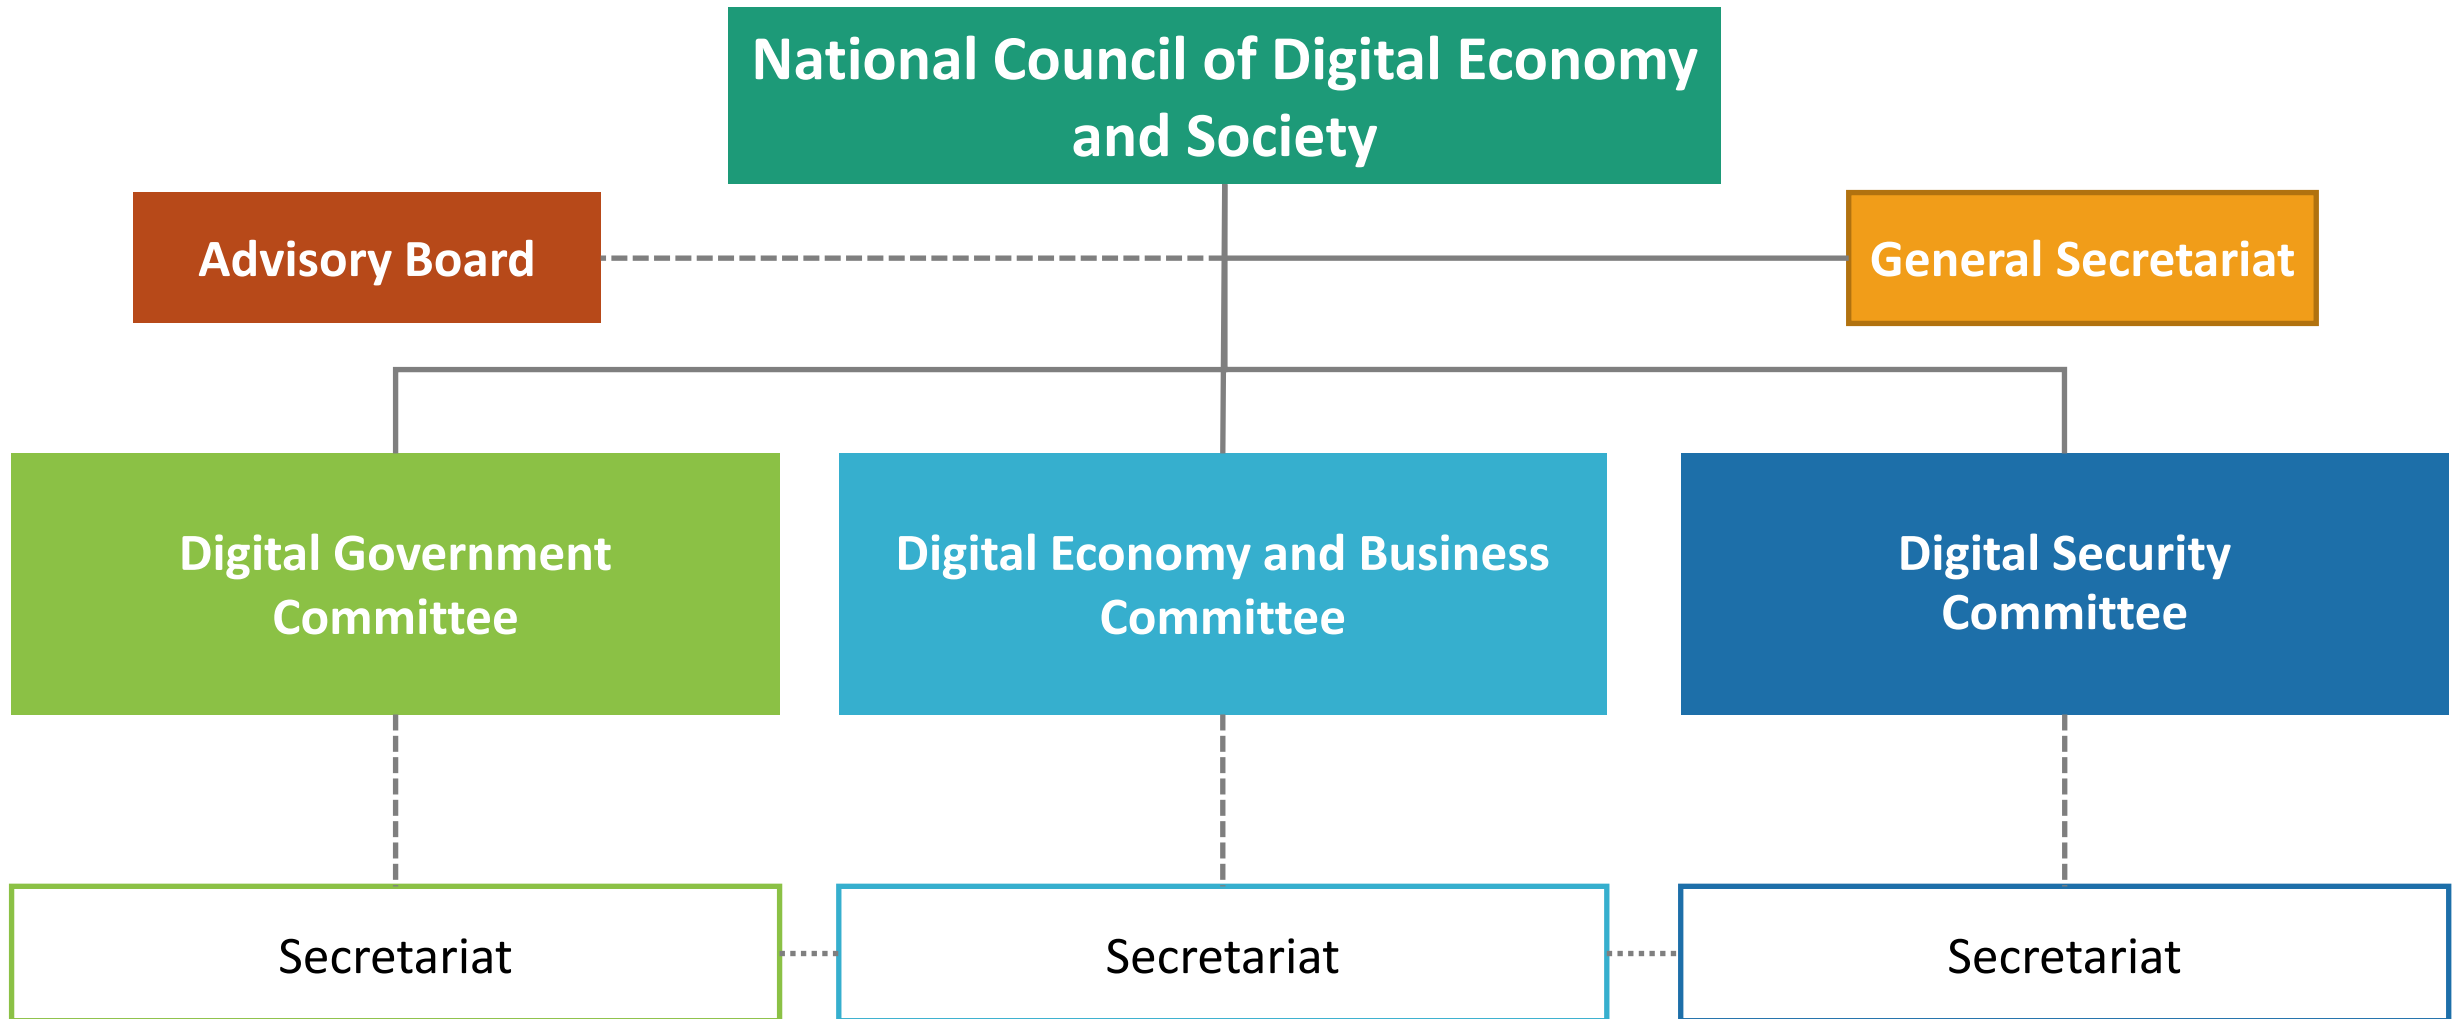 National Council of Digital Economy
and Society
Advisory Board
General Secretariat
Digital Government
Committee
Digital Economy and Business
Committee
Digital Security
Committee
Secretariat
Secretariat
Secretariat